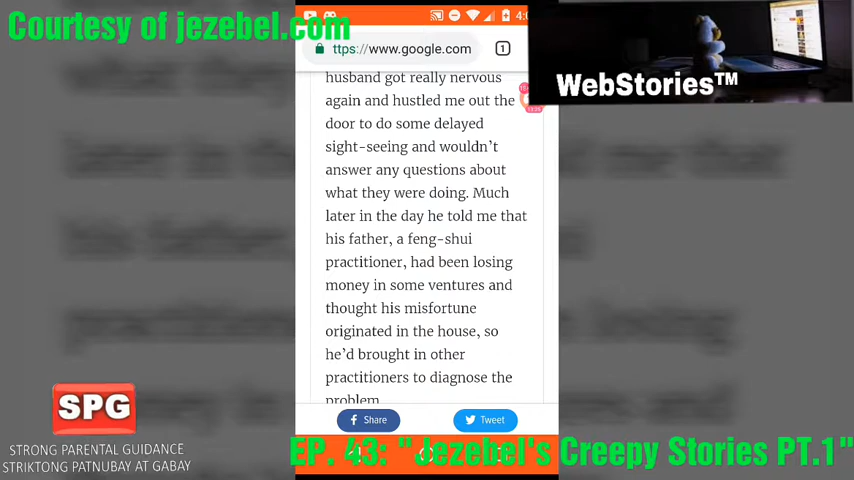 Courtesy of jezebel.com
4:0
ttps://www.google.com
1
WebStories™
husband got really nervous
again and hustled me out the
door to do some delayed
sight-seeing and wouldn't
answer any questions about
what they were doing. Much
later in the day he told me that
his father, a feng-shui
practitioner, had been losing
money in some ventures and
thought his misfortune
originated in the house, so
he'd brought in other
practitioners to diagnose the
problem
Share
Tweet
SPG
STRONG PARENTAL GUIDANCE
STRIKTONG PATNUBAY AT GABAY
EP. 43: "Jezebel's Creepy Stories PT.1"